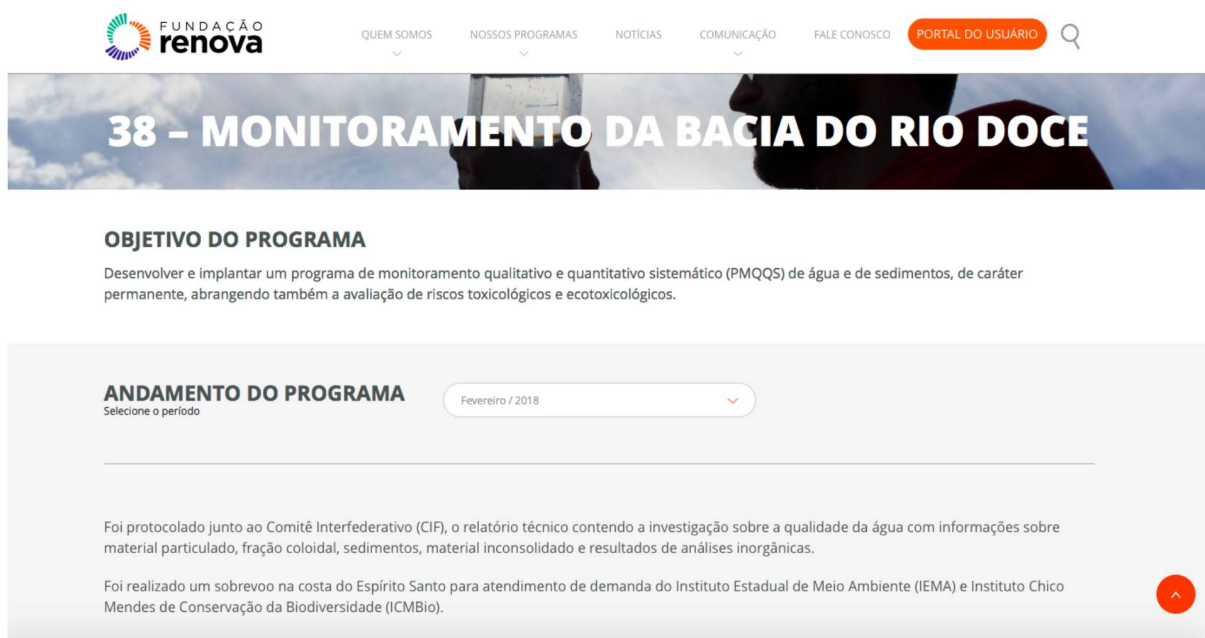 FUNDAÇÃO
renova
QUEM SOMOS
NOSSOS PROGRAMAS
NOTÍCIAS
COMUNICAÇÃO
FALE CONOSCO
PORTAL DO USUÁRIO
38 – MONITORAMENTO DA BACIA DO RIO DOCE
OBJETIVO DO PROGRAMA
Desenvolver e implantar um programa de monitoramento qualitativo e quantitativo sistemático (PMQQS) de água e de sedimentos, de caráter
permanente, abrangendo também a avaliação de riscos toxicológicos e ecotoxicológicos.
ANDAMENTO DO PROGRAMA
Selecione o período
Fevereiro / 2018
Foi protocolado junto ao Comitê Interfederativo (CIF), o relatório técnico contendo a investigação sobre a qualidade da água com informações sobre
material particulado, fração coloidal, sedimentos, material inconsolidado e resultados de análises inorgânicas.
Foi realizado um sobrevoo na costa do Espírito Santo para atendimento de demanda do Instituto Estadual de Meio Ambiente (IEMA) e Instituto Chico
Mendes de Conservação da Biodiversidade (ICMBio).